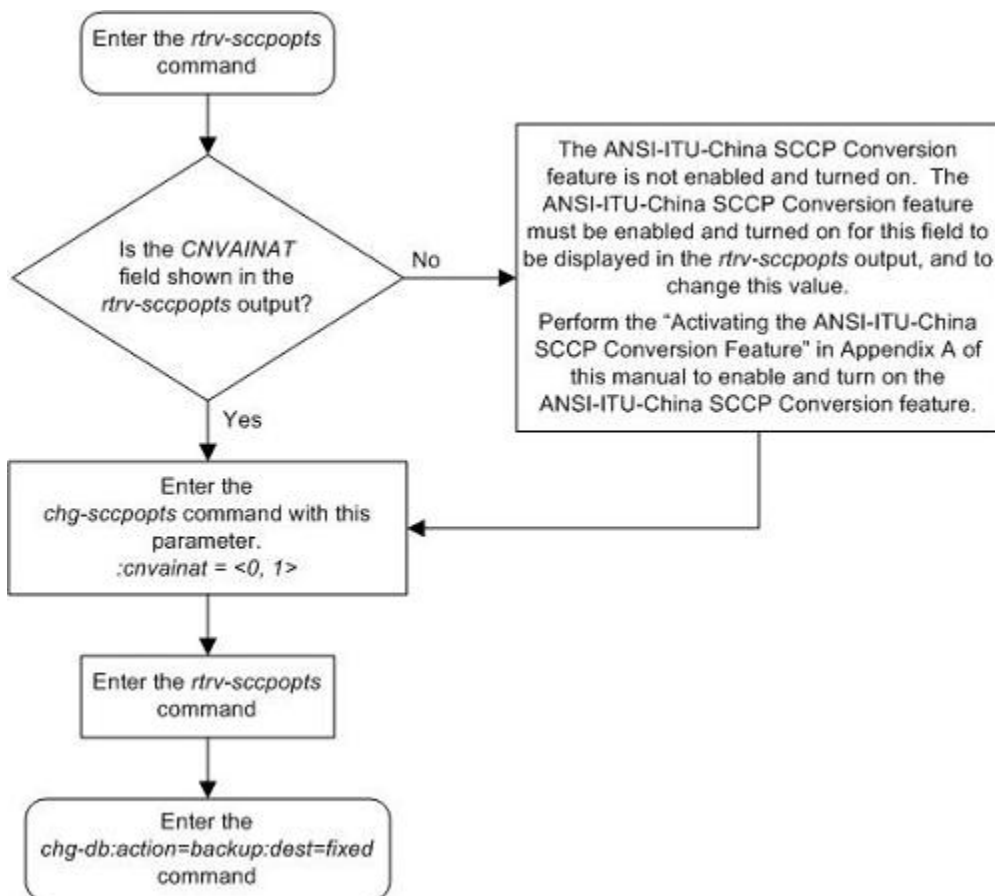 Enter the rtrv-sccpopts
command
Is the CNVAINAT
field shown in the
rtrv-sccpopts output?
No
The ANSI-ITU-China SCCP Conversion
feature is not enabled and turned on. The
ANSI-ITU-China SCCP Conversion feature
must be enabled and turned on for this field to
be displayed in the rtrv-sccpopts output, and to
change this value.
Perform the “Activating the ANSI-ITU-China
SCCP Conversion Feature” in Appendix A of
this manual to enable and turn on the
ANSI-ITU-China SCCP Conversion feature.
Yes
Enter the
chg-sccpopts command with this
parameter.
:cnvainat = <0, 1>
Enter the rtrv-sccpopts
command
Enter the
chg-db:action=backup:dest=fixed
command